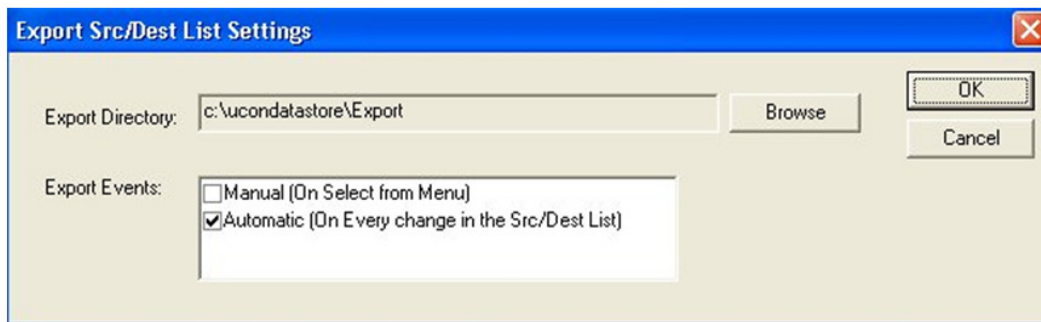 Export Src/Dest List Settings
Export Directory: c:\ucondatastore\Export Browse OK
Cancel
Export Events: Manual (On Select from Menu)
Automatic (On Every change in the Src/Dest List)